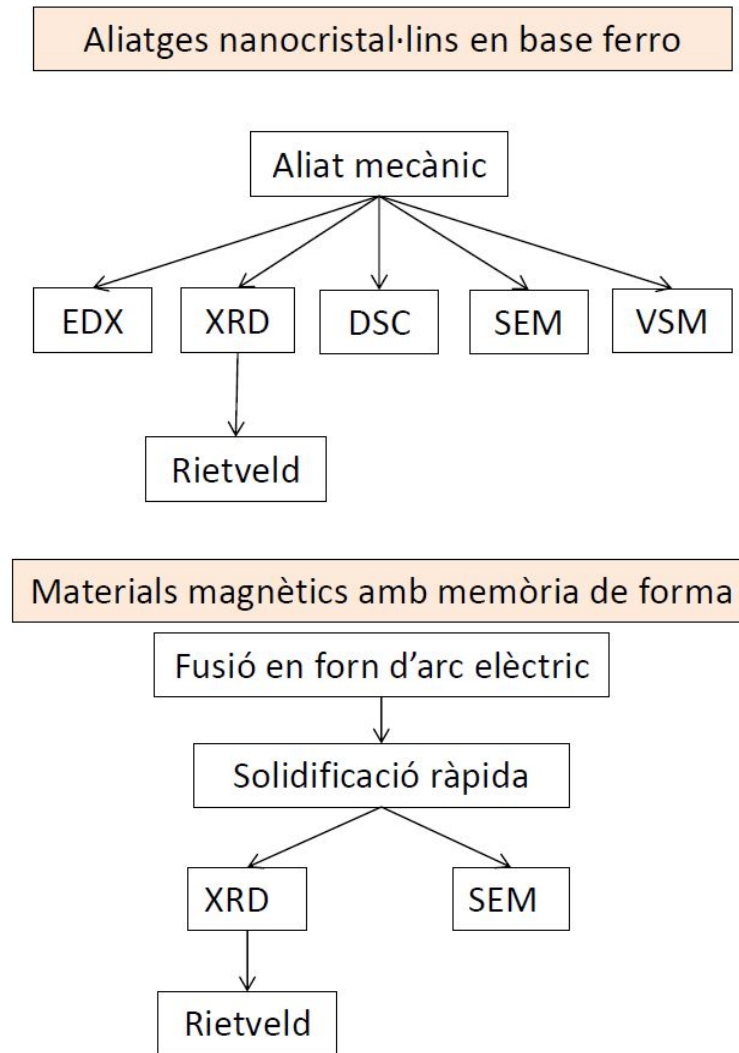 Aliatges nanocristal·lins en base ferro
Aliat mecànic
EDX
XRD
DSC
SEM
VSM
Rietveld
Materials magnètics amb memòria de forma
Fusió en forn d’arc elèctric
Solidificació ràpida
XRD
SEM
Rietveld